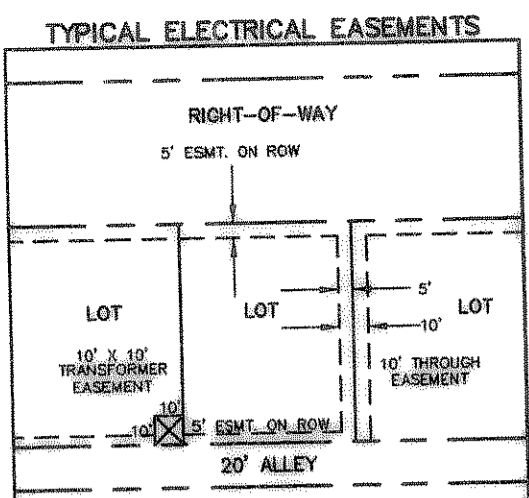 TYPICAL ELECTRICAL EASEMENTS
RIGHT-OF-WAY
5' ESMT. ON ROW
LOT
LOT
LOT
5'
10'
10' X 10'
TRANSFORMER
EASEMENT
10' THROUGH
EASEMENT
10'
10'
5' ESMT. ON ROW
20' ALLEY